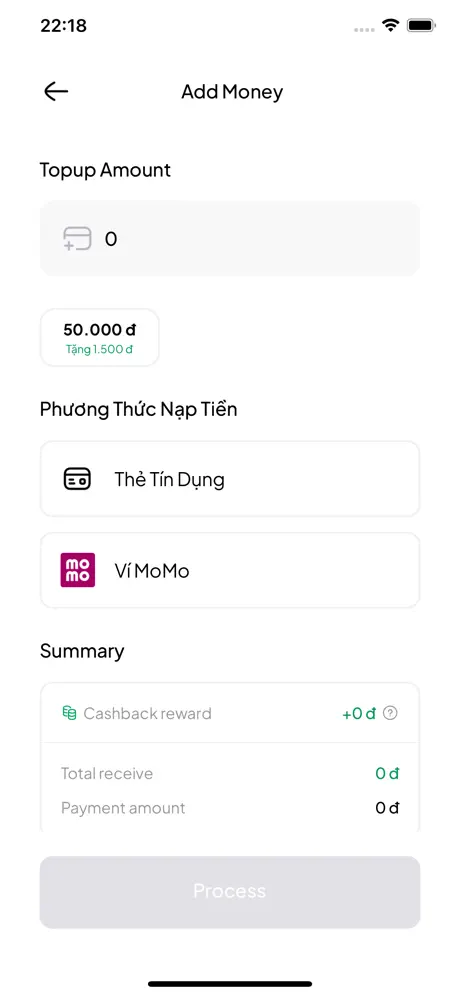 22:18
Add Money
Topup Amount
0
50.000 đ
Tặng 1.500 đ
Phương Thức Nạp Tiền
Thẻ Tín Dụng
mo
mo
Ví MoMo
Summary
Cashback reward +0 đ ?
Total receive 0 đ
Payment amount 0 đ
Process